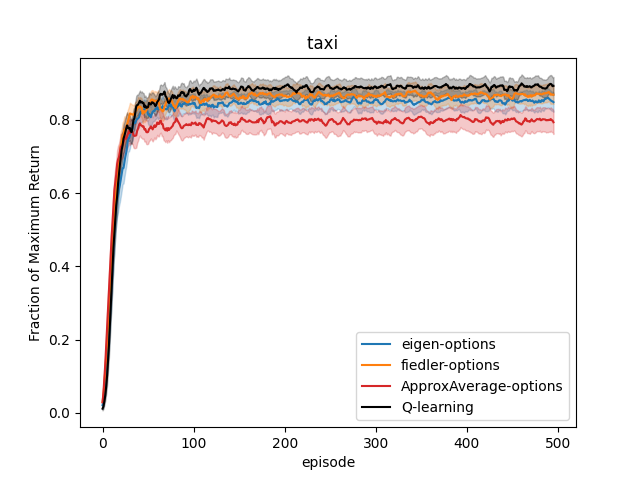 taxi
Fraction of Maximum Return
0.8
0.6
0.4
0.2
0.0
eigen-options
fiedler-options
ApproxAverage-options
Q-learning
0 100 200 300 400 500
episode